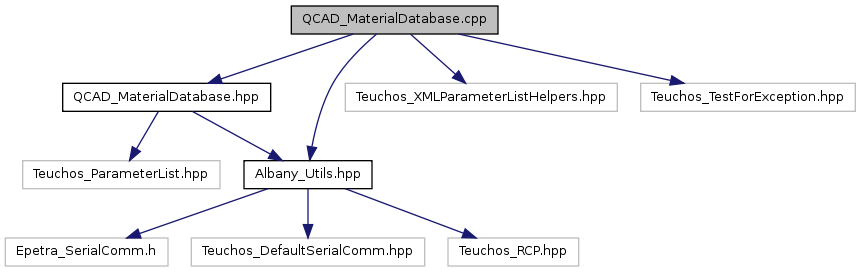 QCAD_MaterialDatabase.cpp
QCAD_MaterialDatabase.hpp
Teuchos_XMLParameterListHelpers.hpp
Teuchos_TestForException.hpp
Teuchos_ParameterList.hpp
Albany_Utils.hpp
Epetra_SerialComm.h
Teuchos_DefaultSerialComm.hpp
Teuchos_RCP.hpp